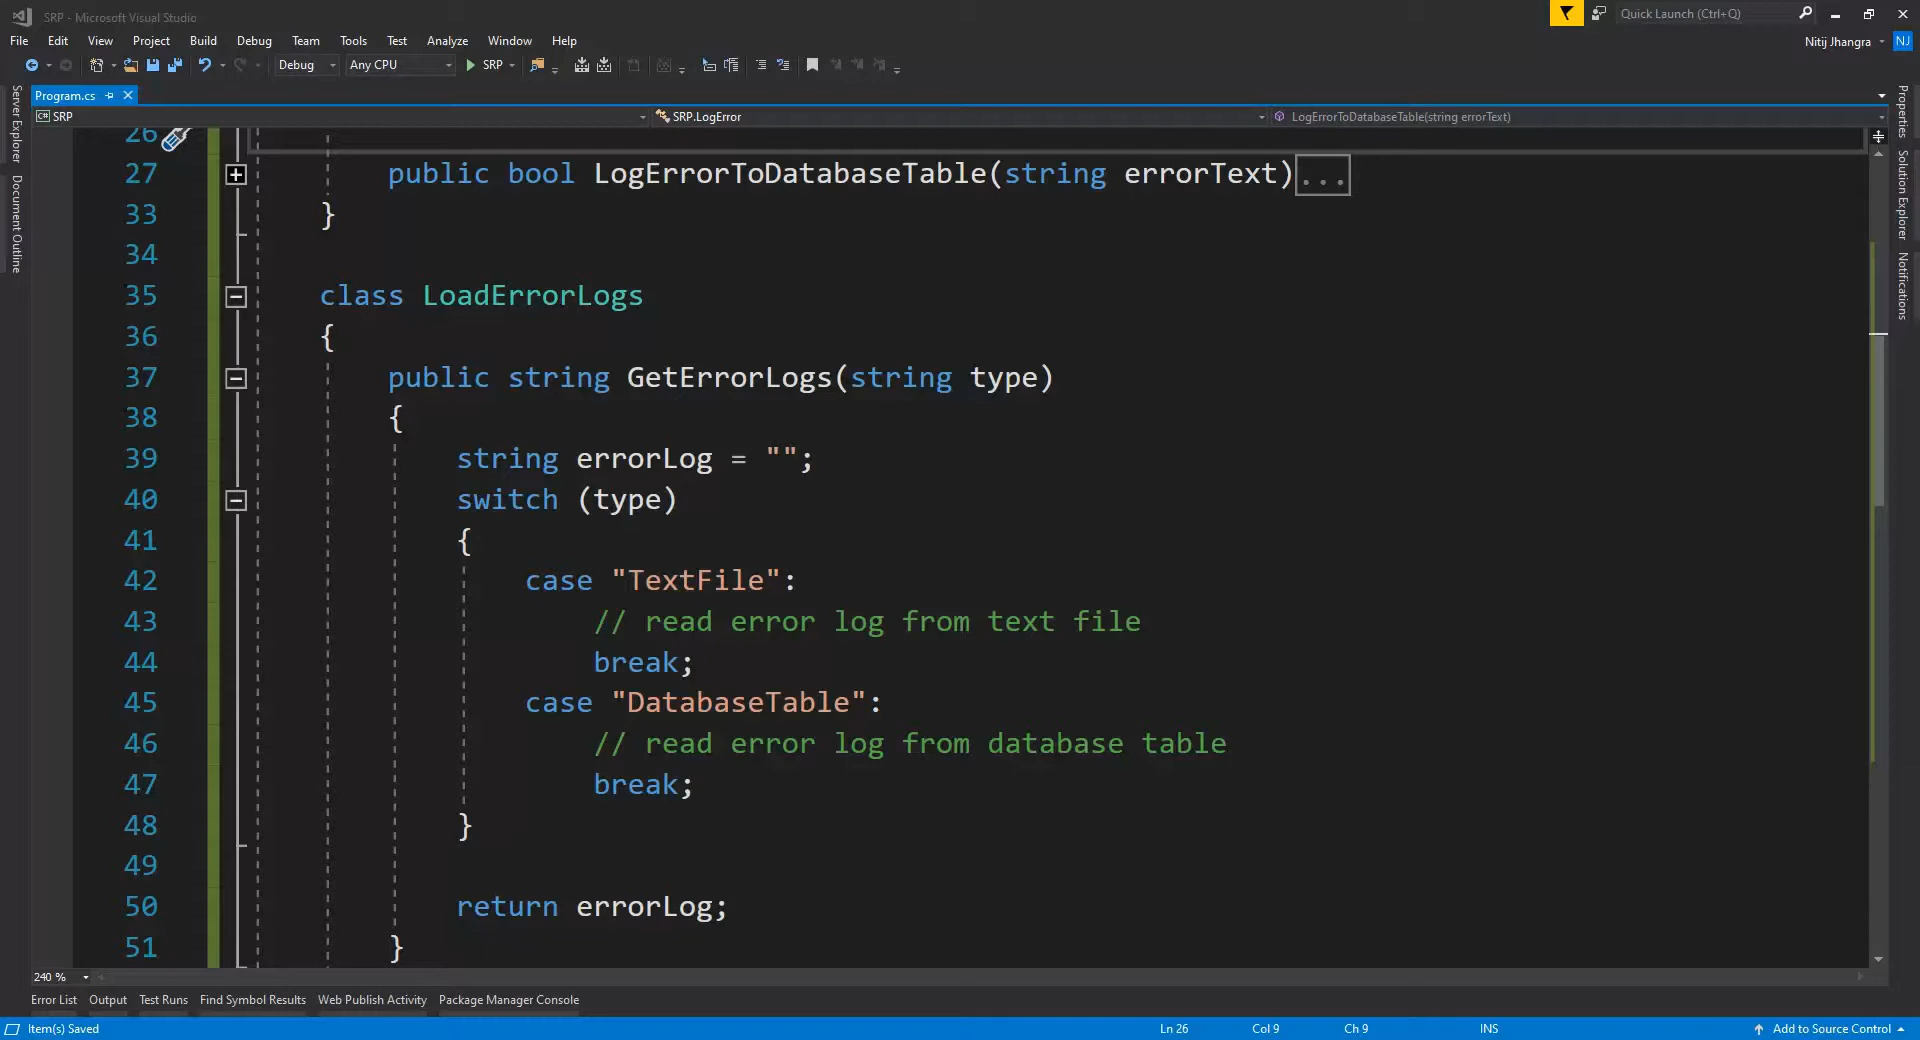 SRP - Microsoft Visual Studio
Quick Launch (Ctrl+Q)
File Edit View Project Build Debug Team Tools Test Analyze Window Help
Nitij Jhangra NJ
Debug Any CPU SRP
Server Explorer
Document Outline
Properties
Solution Explorer
Notifications
Program.cs
C# SRP SRP.LogError LogErrorToDatabaseTable(string errorText)
26
27 public bool LogErrorToDatabaseTable(string errorText)...
33 }
34
35 class LoadErrorLogs
36 {
37 public string GetErrorLogs(string type)
38 {
39 string errorLog = "";
40 switch (type)
41 {
42 case "TextFile":
43 // read error log from text file
44 break;
45 case "DatabaseTable":
46 // read error log from database table
47 break;
48 }
49
50 return errorLog;
51 }
240 %
Error List Output Test Runs Find Symbol Results Web Publish Activity Package Manager Console
Item(s) Saved Ln 26 Col 9 Ch 9 INS Add to Source Control